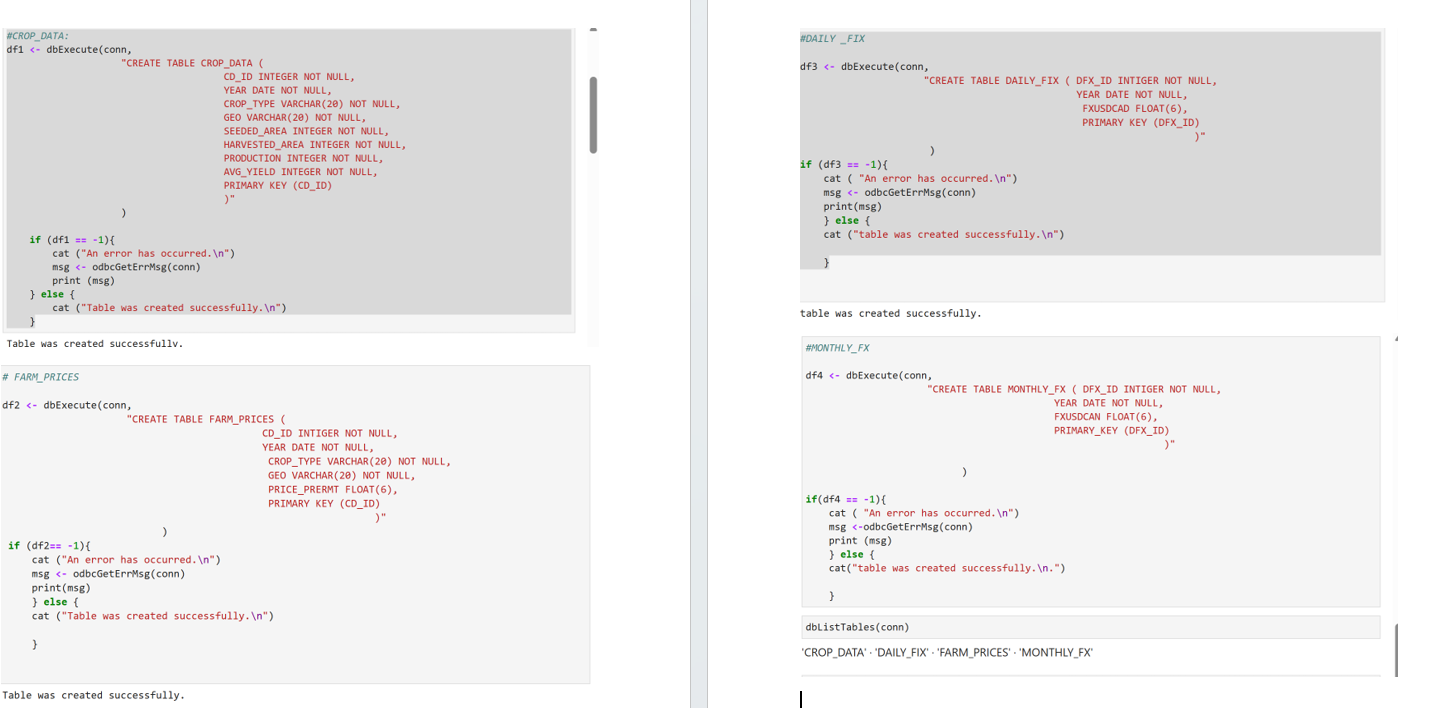 #CROP_DATA:
df1 <- dbExecute(conn,
"CREATE TABLE CROP_DATA (
CD_ID INTEGER NOT NULL,
YEAR DATE NOT NULL,
CROP_TYPE VARCHAR(20) NOT NULL,
GEO VARCHAR(20) NOT NULL,
SEEDED_AREA INTEGER NOT NULL,
HARVESTED_AREA INTEGER NOT NULL,
PRODUCTION INTEGER NOT NULL,
AVG_YIELD INTEGER NOT NULL,
PRIMARY KEY (CD_ID)
)"
)
if (df1 == -1){
cat ("An error has occurred.\n")
msg <- odbcGetErrMsg(conn)
print (msg)
} else {
cat ("Table was created successfully.\n")
}
Table was created successfully.
# FARM_PRICES
df2 <- dbExecute(conn,
"CREATE TABLE FARM_PRICES (
CD_ID INTIGER NOT NULL,
YEAR DATE NOT NULL,
CROP_TYPE VARCHAR(20) NOT NULL,
GEO VARCHAR(20) NOT NULL,
PRICE_PRERMT FLOAT(6),
PRIMARY KEY (CD_ID)
)"
)
if (df2== -1){
cat ("An error has occurred.\n")
msg <- odbcGetErrMsg(conn)
print(msg)
} else {
cat ("Table was created successfully.\n")
}
Table was created successfully.
#DAILY _FIX
df3 <- dbExecute(conn,
"CREATE TABLE DAILY_FIX ( DFX_ID INTIGER NOT NULL,
YEAR DATE NOT NULL,
FXUSDCAD FLOAT(6),
PRIMARY KEY (DFX_ID)
)"
)
if (df3 == -1){
cat ( "An error has occurred.\n")
msg <- odbcGetErrMsg(conn)
print(msg)
} else {
cat ("table was created successfully.\n")
}
table was created successfully.
#MONTHLY_FX
df4 <- dbExecute(conn,
"CREATE TABLE MONTHLY_FX ( DFX_ID INTIGER NOT NULL,
YEAR DATE NOT NULL,
FXUSDCAN FLOAT(6),
PRIMARY_KEY (DFX_ID)
)"
)
if(df4 == -1){
cat ( "An error has occurred.\n")
msg <-odbcGetErrMsg(conn)
print (msg)
} else {
cat("table was created successfully.\n.")
}
dbListTables(conn)
'CROP_DATA' · 'DAILY_FIX' · 'FARM_PRICES' · 'MONTHLY_FX'